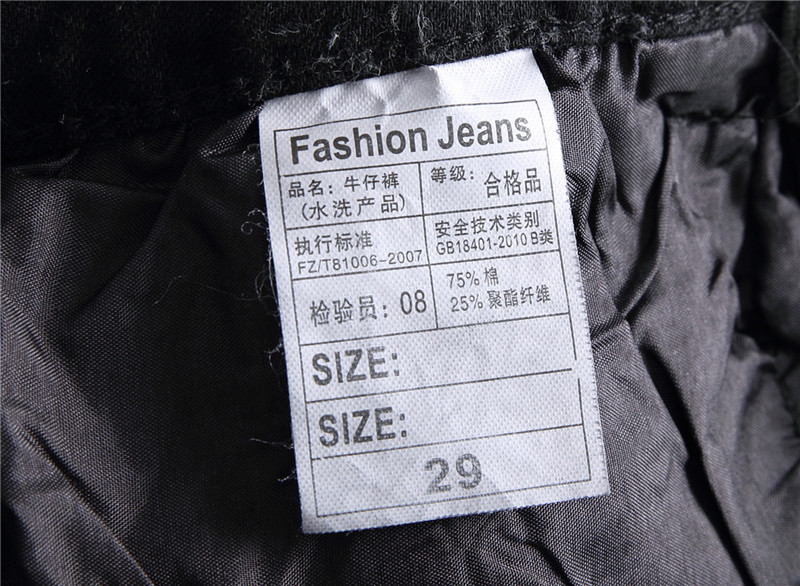 Fashion Jeans
品名: 牛仔裤
(水洗产品)
等级: 合格品
执行标准
FZ/T81006-2007
安全技术类别
GB18401-2010 B类
检验员: 08
75% 棉
25% 聚酯纤维
SIZE:
SIZE:
29